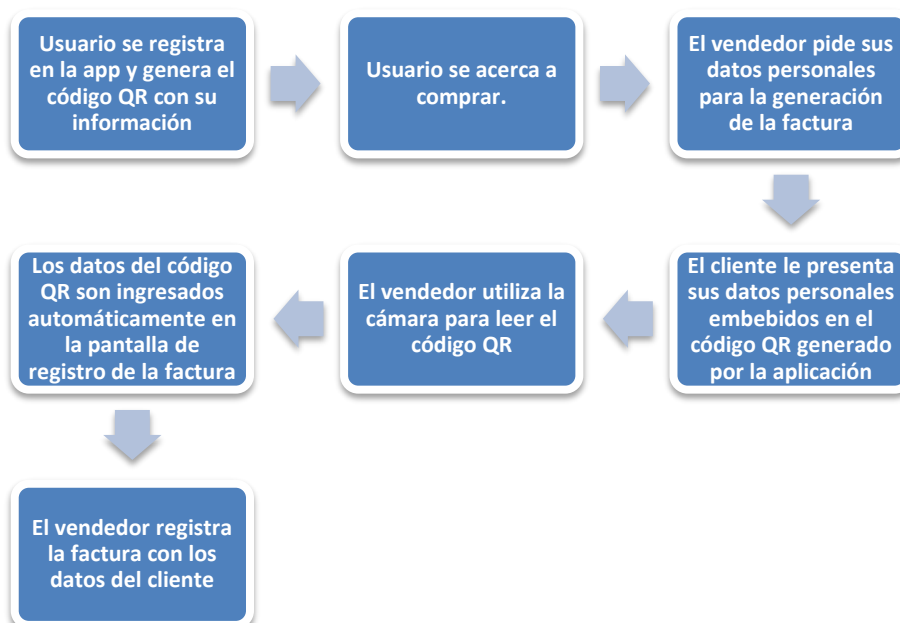 Usuario se registra
en la app y genera el
código QR con su
información
Usuario se acerca a
comprar.
El vendedor pide sus
datos personales
para la generación
de la factura
El cliente le presenta
sus datos personales
embebidos en el
código QR generado
por la aplicación
El vendedor utiliza la
cámara para leer el
código QR
Los datos del código
QR son ingresados
automáticamente en
la pantalla de
registro de la factura
El vendedor registra
la factura con los
datos del cliente